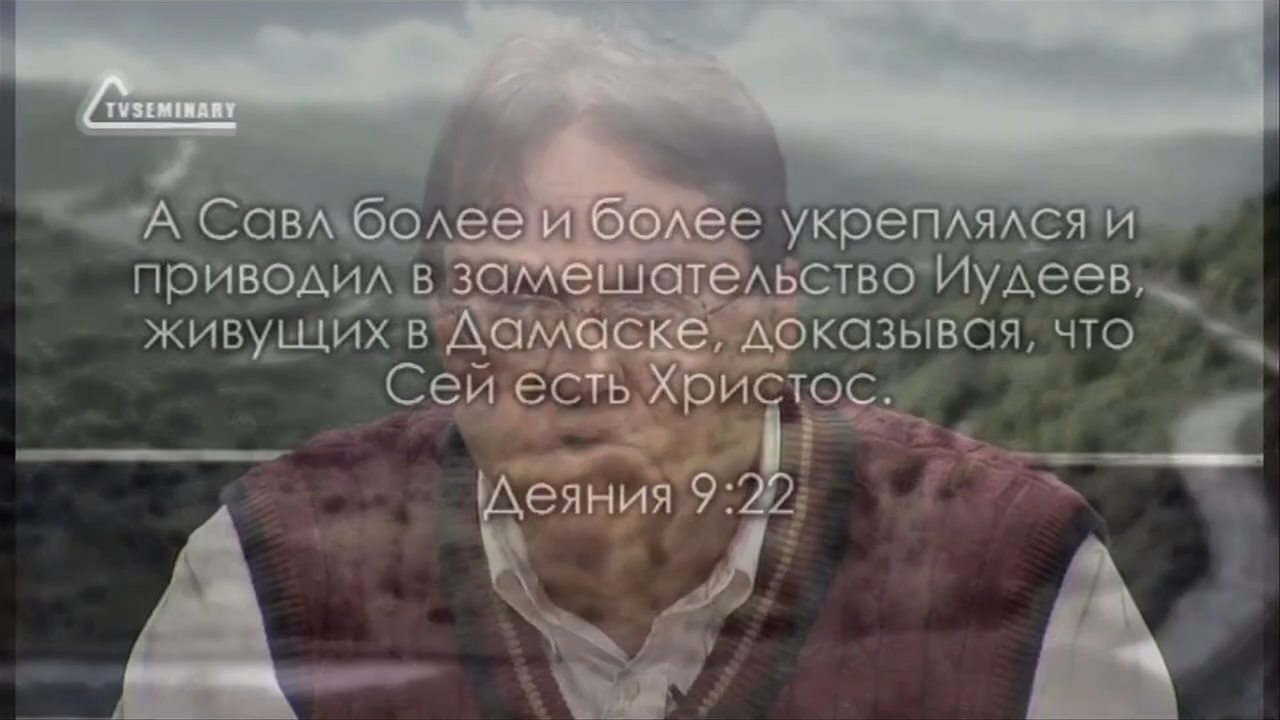 TVSEMINARY
А Савл более и более укреплялся и
приводил в замешательство Иудеев,
живущих в Дамаске, доказывая, что
Сей есть Христос.
Деяния 9:22